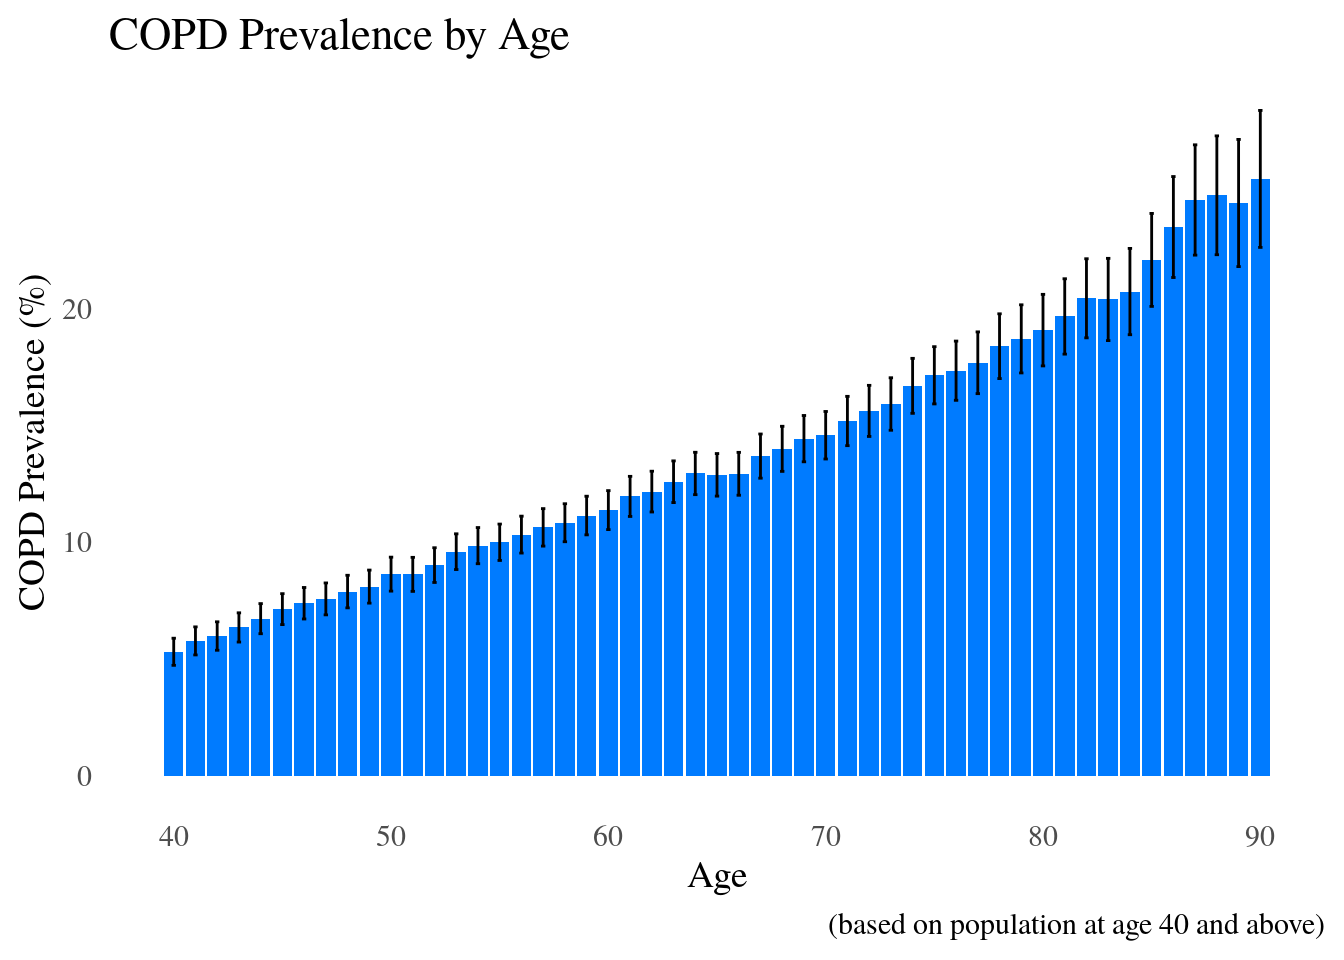 COPD Prevalence by Age
COPD Prevalence (%)
20
10
0
40 50 60 70 80 90
Age
(based on population at age 40 and above)